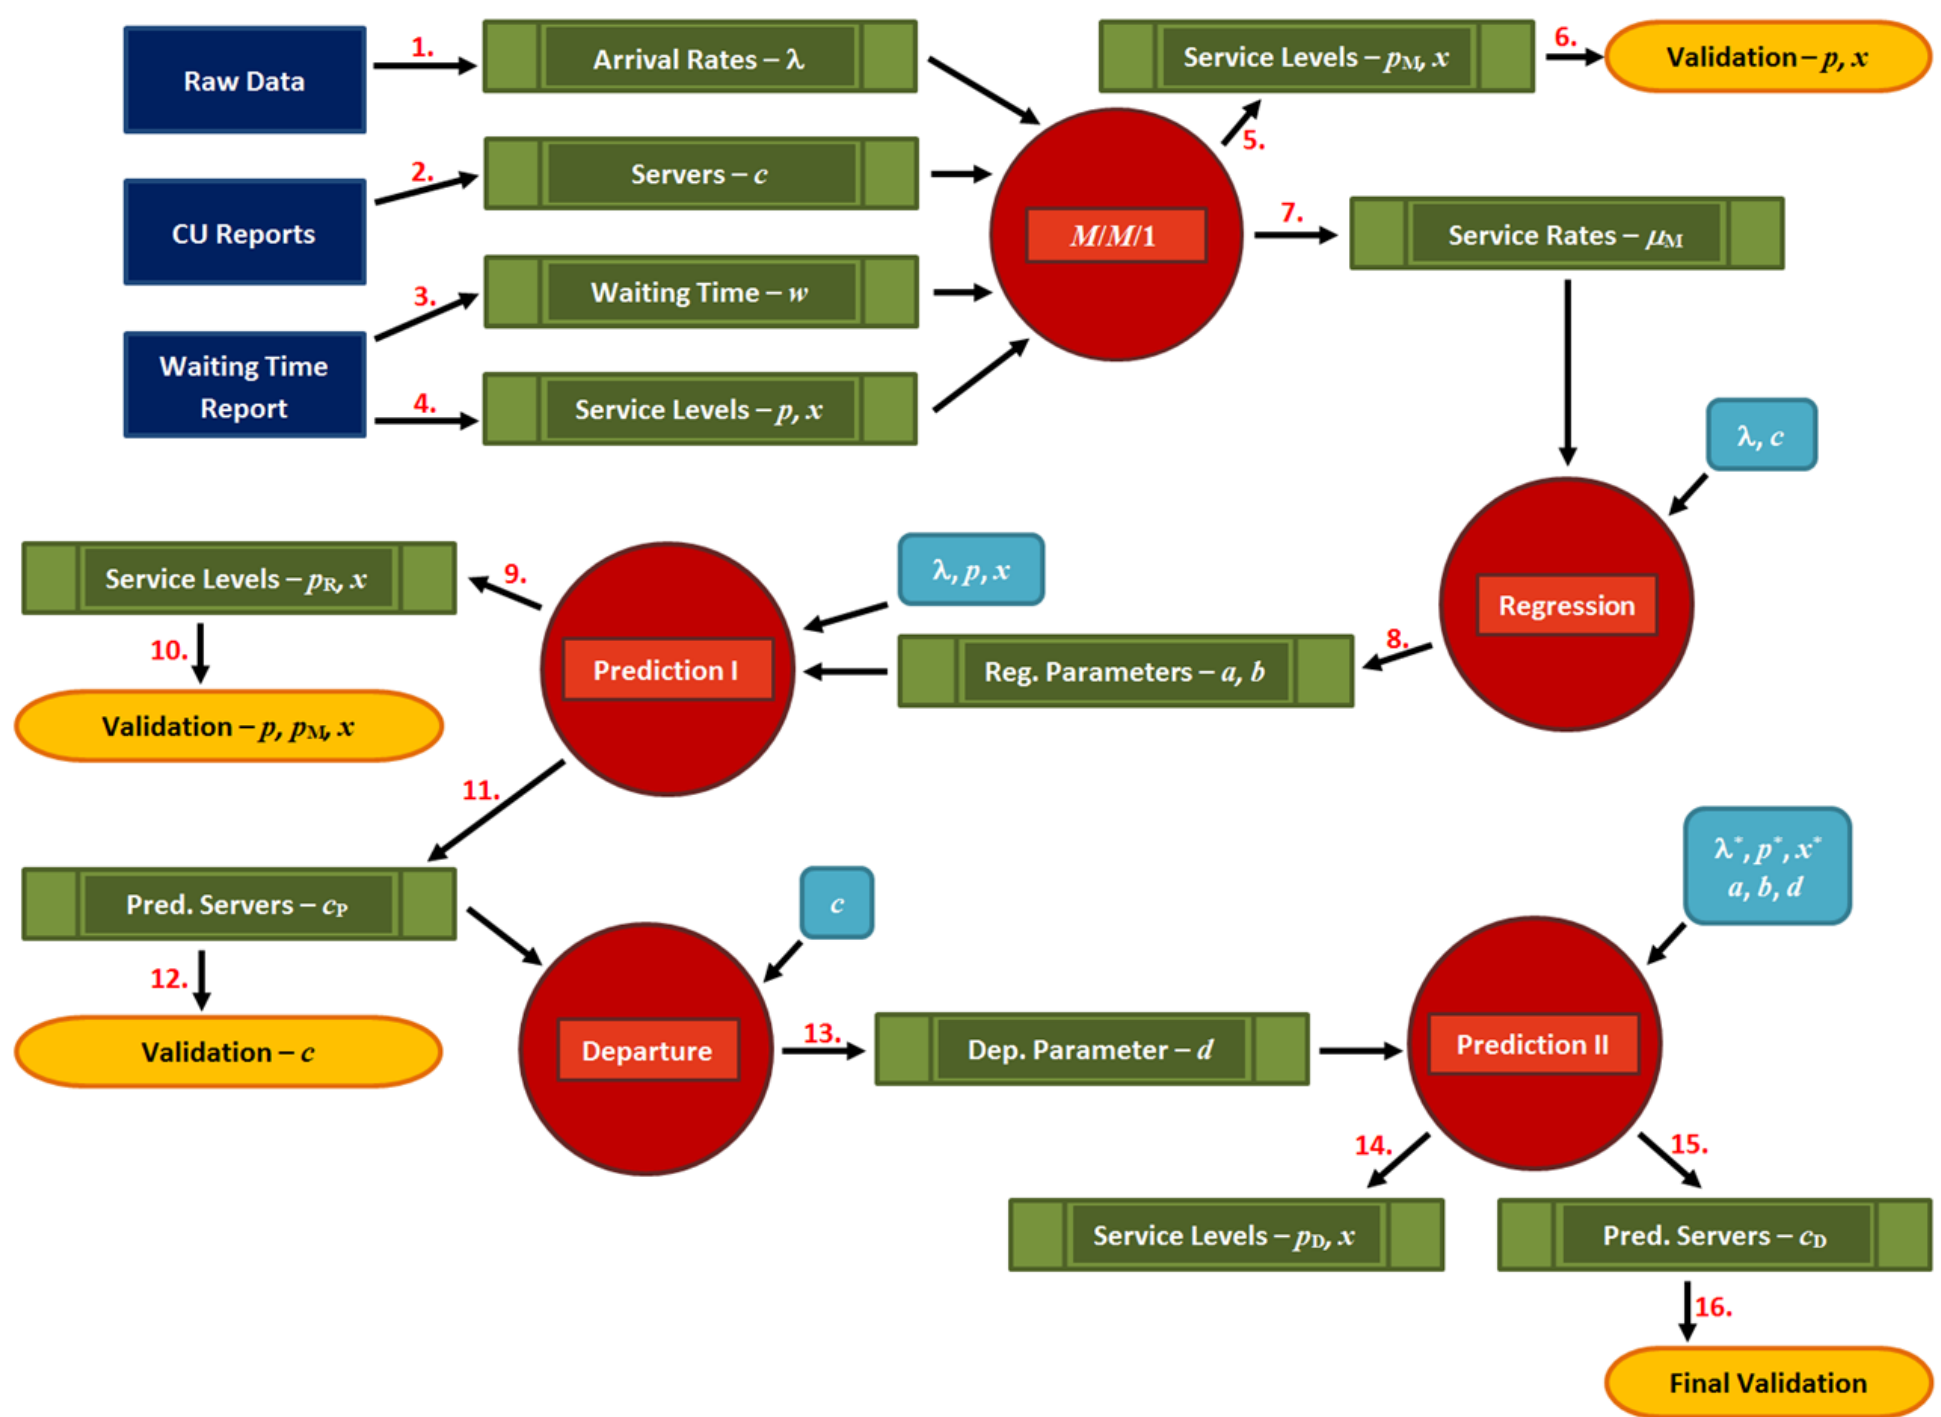 Raw Data
1.
Arrival Rates – λ
Service Levels – pM, x
6.
Validation – p, x
CU Reports
2.
Servers – c
5.
M/M/1
7.
Service Rates – μM
Waiting Time
Report
3.
Waiting Time – w
4.
Service Levels – p, x
λ, c
Regression
8.
Reg. Parameters – a, b
λ, p, x
Prediction I
9.
Service Levels – pR, x
10.
Validation – p, pM, x
11.
Pred. Servers – cP
12.
Validation – c
c
Departure
13.
Dep. Parameter – d
λ*, p*, x*
a, b, d
Prediction II
14.
Service Levels – pD, x
15.
Pred. Servers – cD
16.
Final Validation